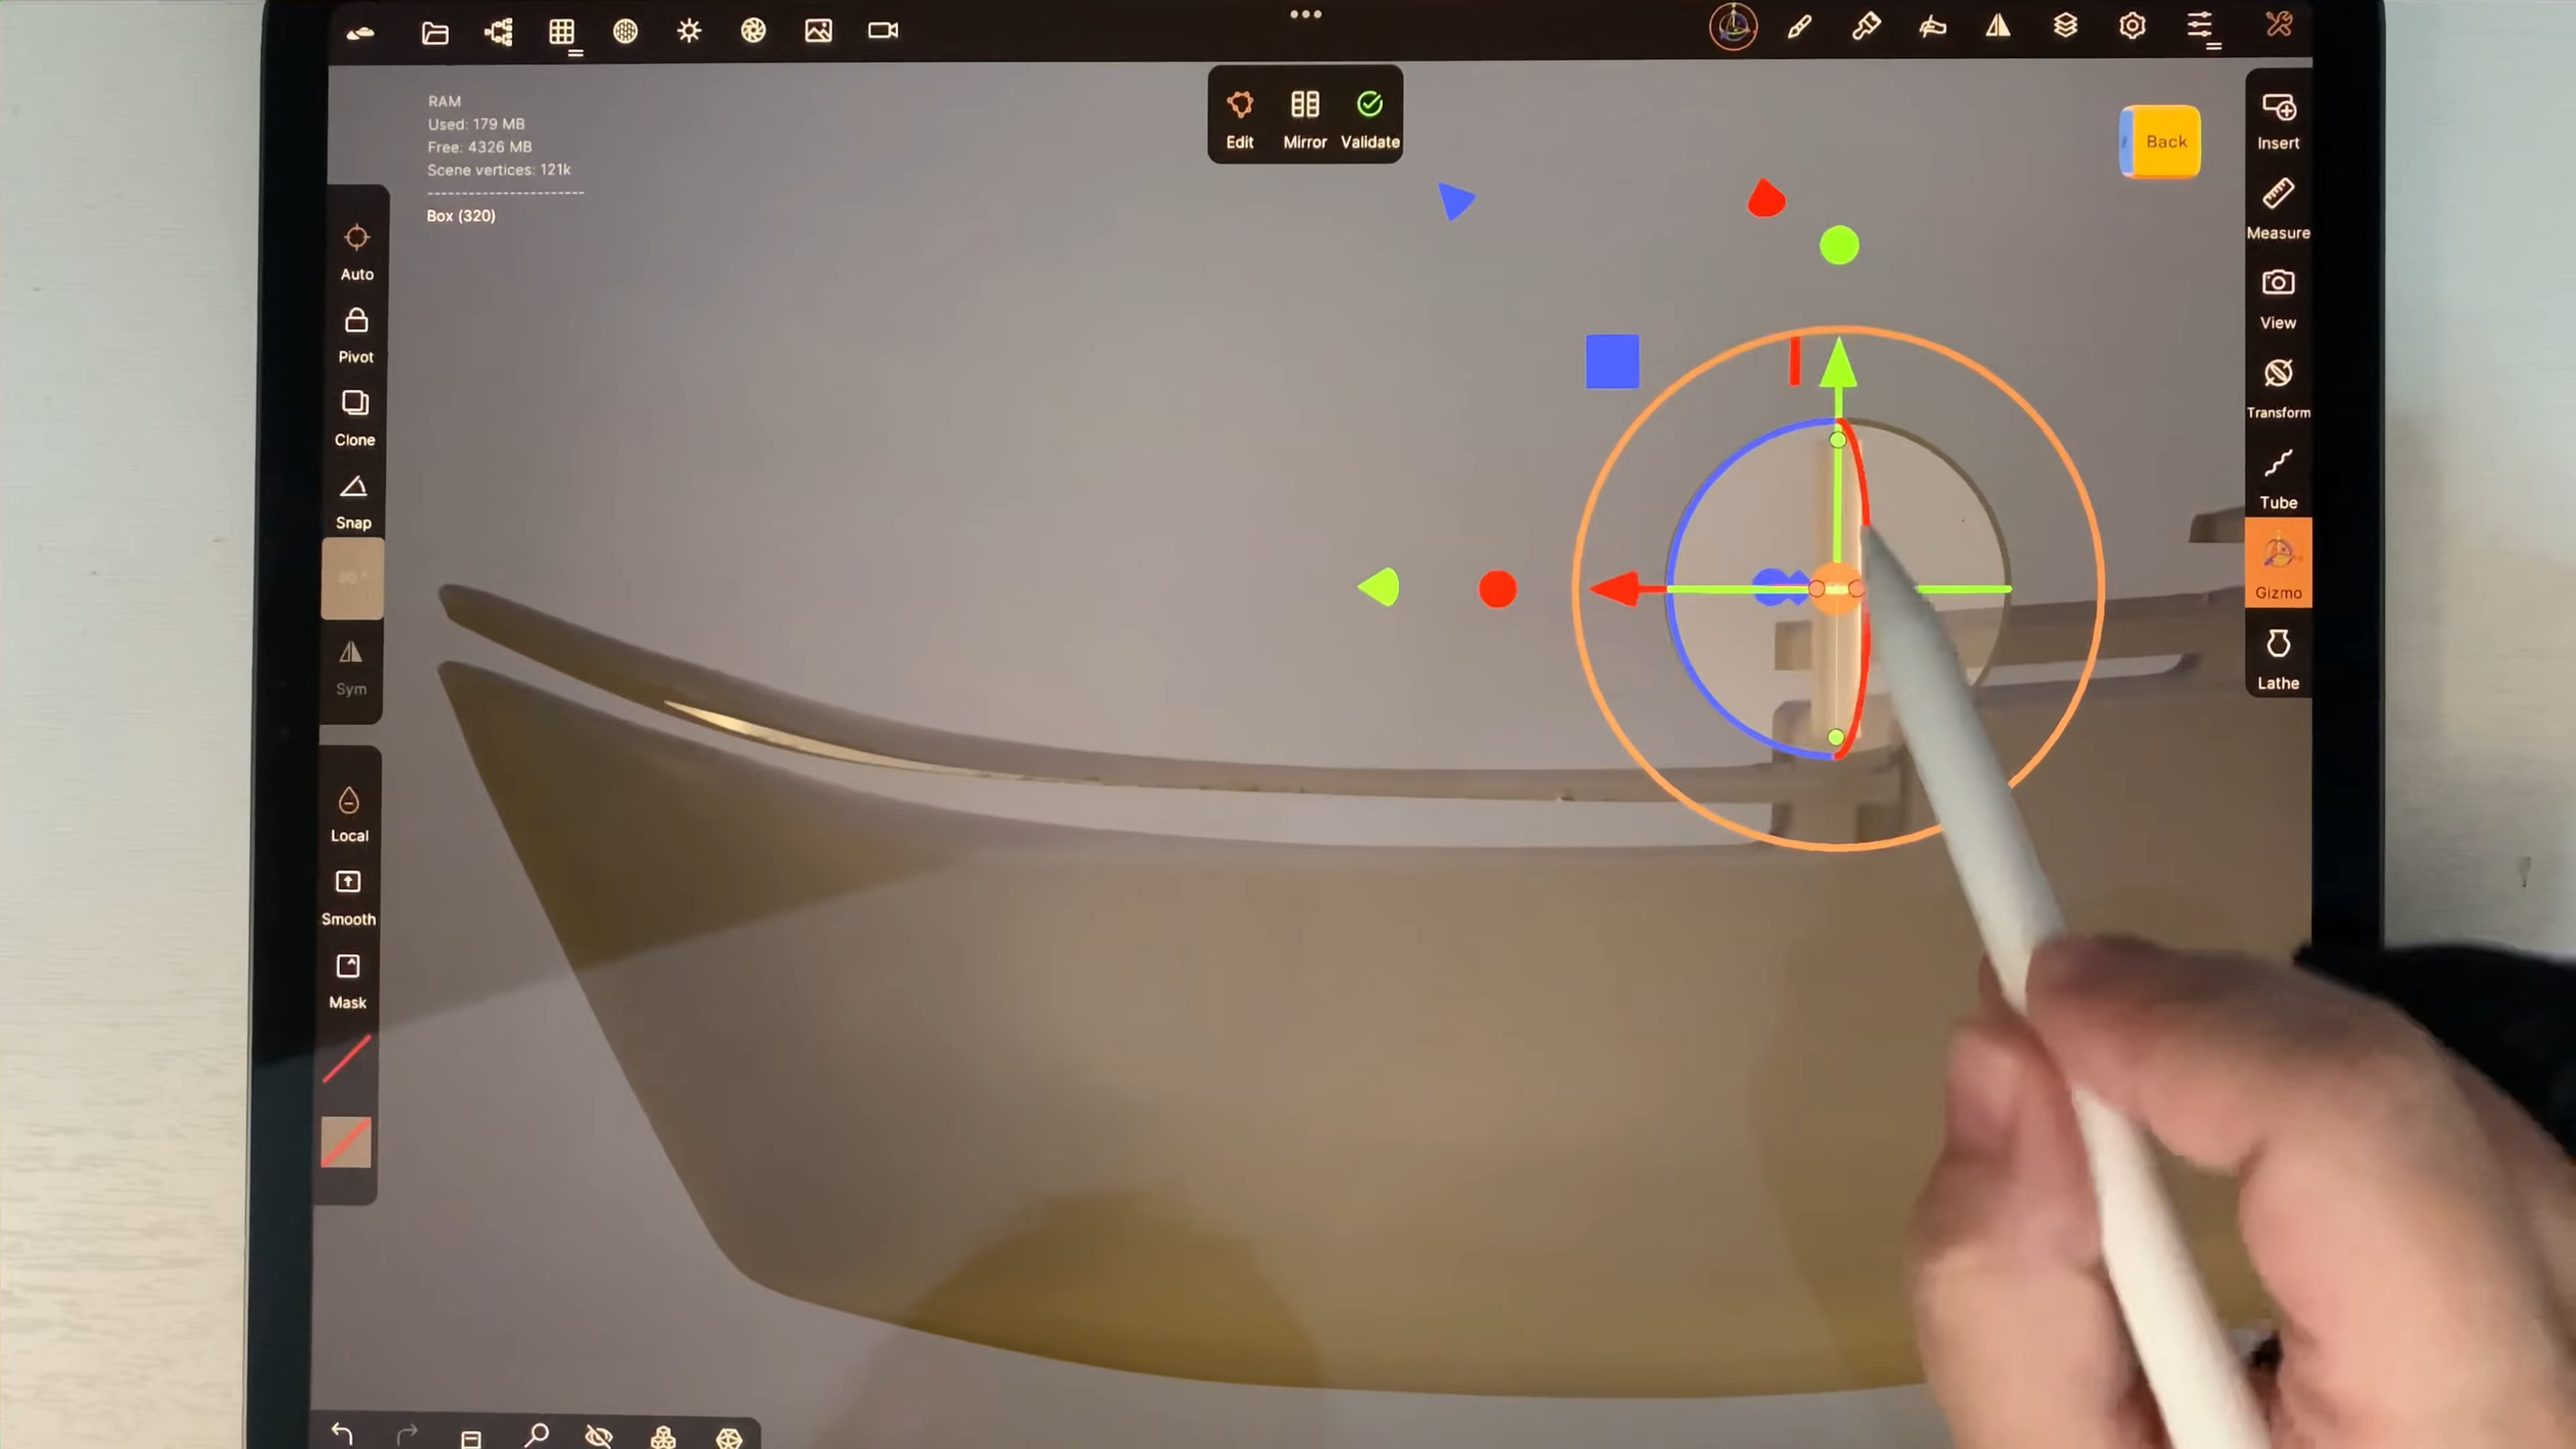 RAM
Used: 179 MB
Free: 4326 MB
Scene vertices: 121k
Box (320)
Edit
Mirror
Validate
Back
Auto
Pivot
Clone
Snap
Sym
Local
Smooth
Mask
Insert
Measure
View
Transform
Tube
Gizmo
Lathe